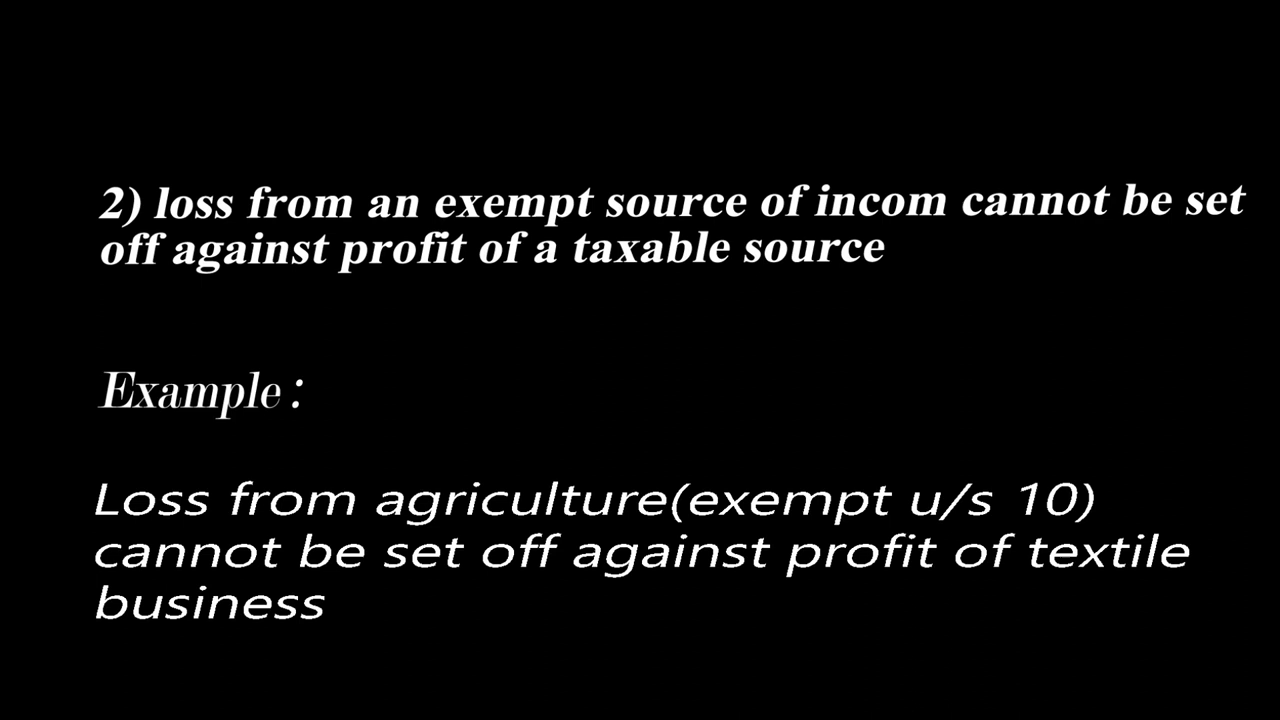 2) loss from an exempt source of incom cannot be set
off against profit of a taxable source
Example :
Loss from agriculture(exempt u/s 10)
cannot be set off against profit of textile
business